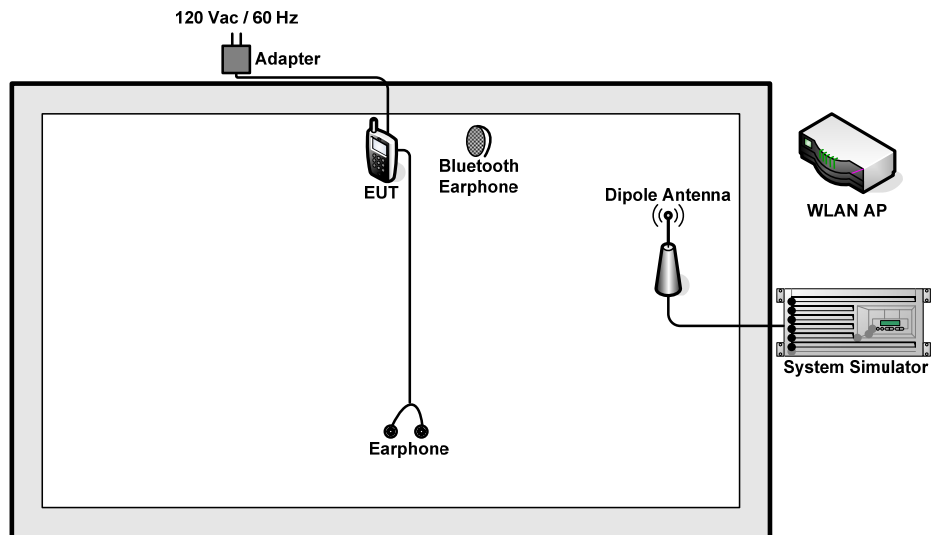 120 Vac / 60 Hz
Adapter
EUT
Bluetooth
Earphone
Dipole Antenna
WLAN AP
System Simulator
Earphone